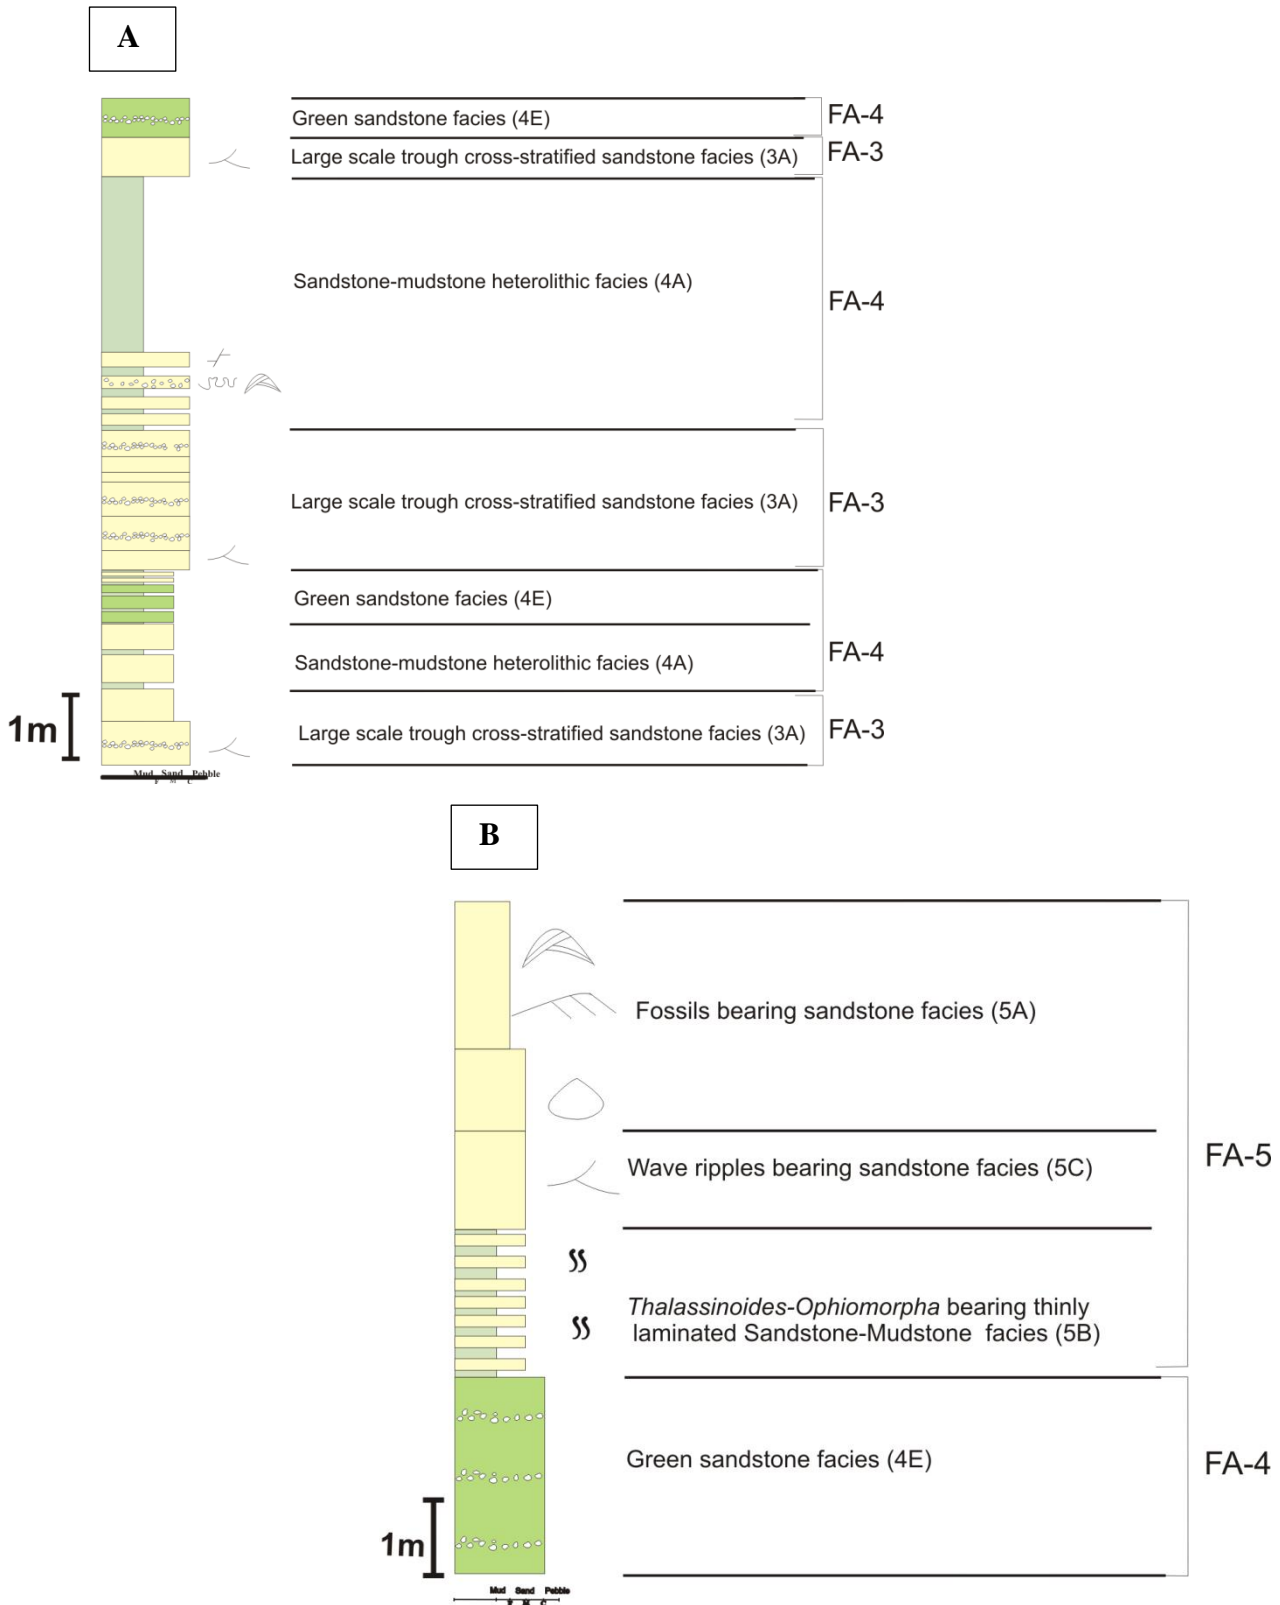 A
Green sandstone facies (4E)
FA-4
Large scale trough cross-stratified sandstone facies (3A)
FA-3
Sandstone-mudstone heterolithic facies (4A)
FA-4
Large scale trough cross-stratified sandstone facies (3A)
FA-3
Green sandstone facies (4E)
Sandstone-mudstone heterolithic facies (4A)
FA-4
1m
Large scale trough cross-stratified sandstone facies (3A)
FA-3
Mud Sand Pebble
F M C
B
Fossils bearing sandstone facies (5A)
Wave ripples bearing sandstone facies (5C)
FA-5
Thalassinoides-Ophiomorpha bearing thinly
laminated Sandstone-Mudstone facies (5B)
Green sandstone facies (4E)
FA-4
1m
Mud Sand Pebble
F M C